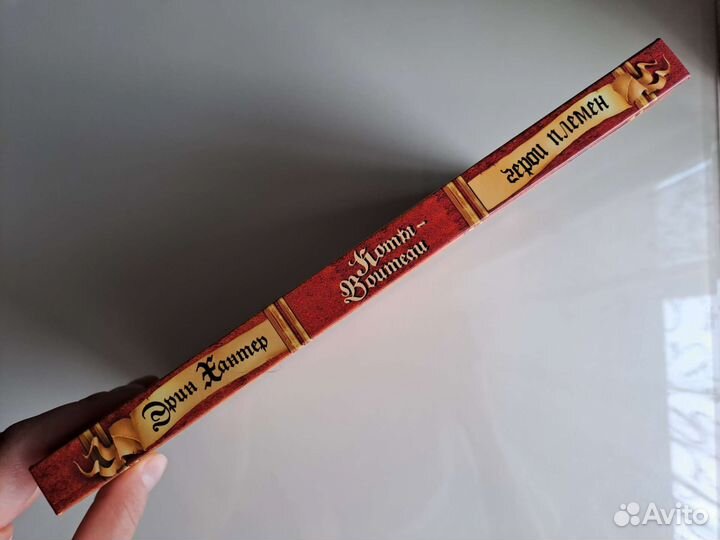 Эрин Хантер
Коты -
Воители
герои племен
Avito